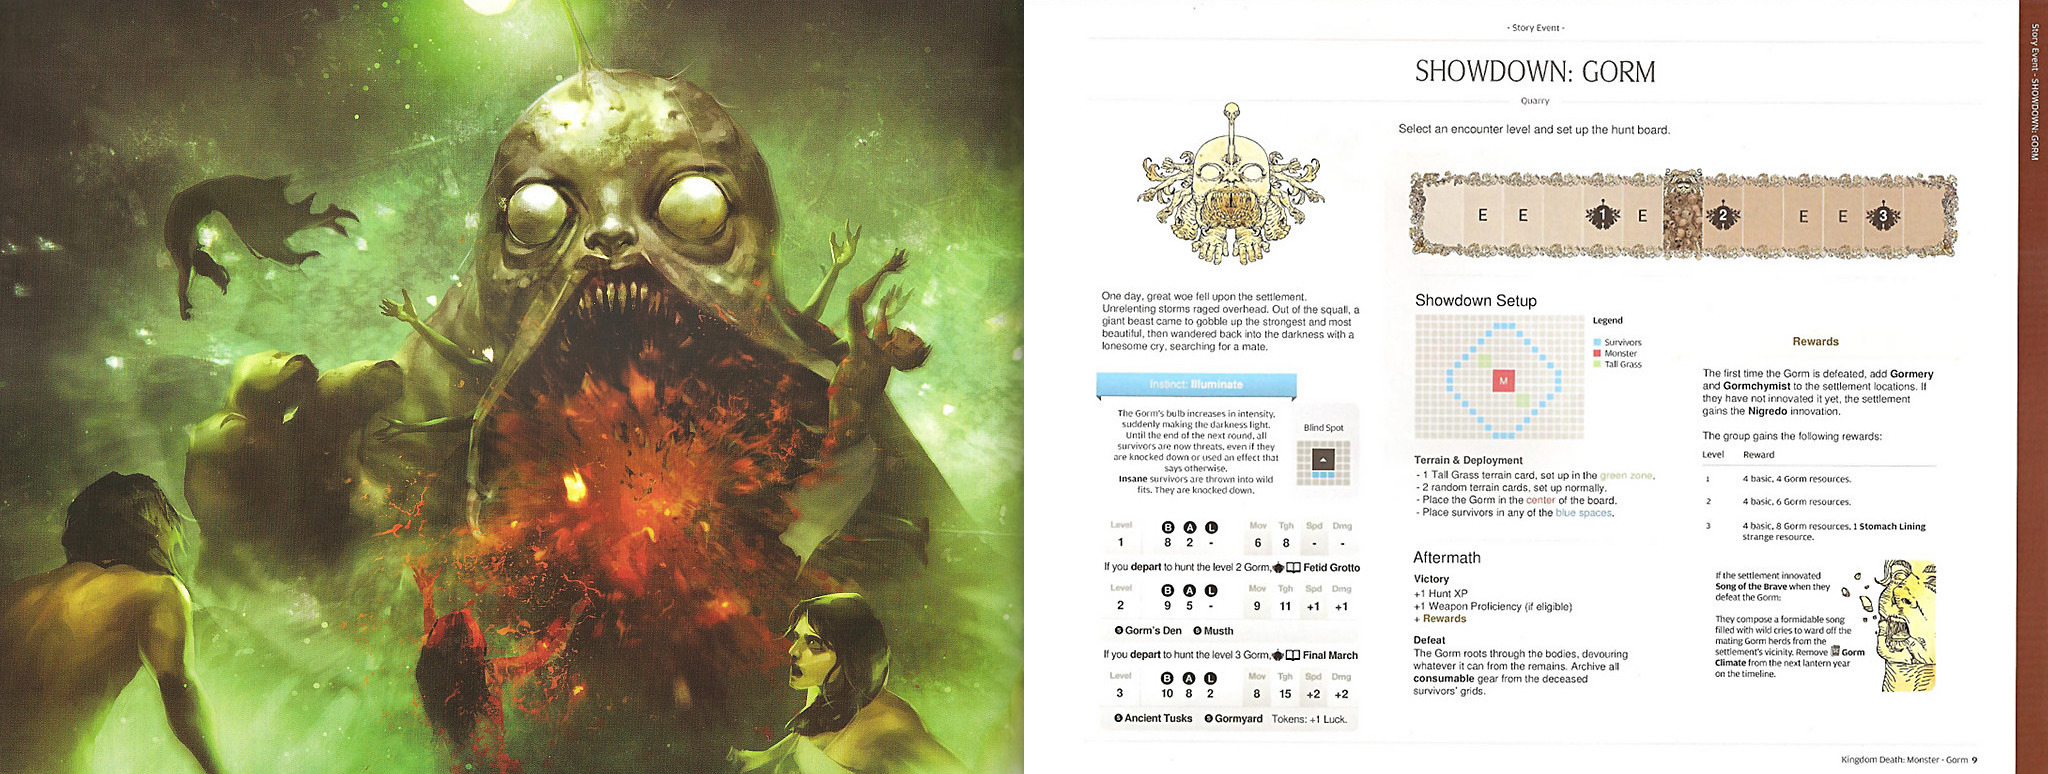 - Story Event -
SHOWDOWN: GORM
Quarry
Story Event - SHOWDOWN: GORM
Select an encounter level and set up the hunt board.
E E 1 E 2 E E 3
One day, great woe fell upon the settlement.
Unrelenting storms raged overhead. Out of the squall, a
giant beast came to gobble up the strongest and most
beautiful, then wandered back into the darkness with a
lonesome cry, searching for a mate.
Instinct: Illuminate
The Gorm's bulb increases in intensity,
suddenly making the darkness light.
Until the end of the next round, all
survivors are now threats, even if they
are knocked down or used an effect that
says otherwise.
Insane survivors are thrown into wild
fits. They are knocked down.
Blind Spot
Level B A L Mov Tgh Spd Dmg
1 8 2 - 6 8 - -
If you depart to hunt the level 2 Gorm, Fetid Grotto
B A L Mov Tgh Spd Dmg
2 9 5 - 9 11 +1 +1
S Gorm's Den S Musth
If you depart to hunt the level 3 Gorm, Final March
B A L Mov Tgh Spd Dmg
3 10 8 2 8 15 +2 +2
S Ancient Tusks S Gormyard Tokens: +1 Luck.
Showdown Setup
M
Legend
Survivors
Monster
Tall Grass
Terrain & Deployment
- 1 Tall Grass terrain card, set up in the green zone.
- 2 random terrain cards, set up normally.
- Place the Gorm in the center of the board.
- Place survivors in any of the blue spaces.
Aftermath
Victory
+1 Hunt XP
+1 Weapon Proficiency (if eligible)
+ Rewards
Defeat
The Gorm roots through the bodies, devouring
whatever it can from the remains. Archive all
consumable gear from the deceased
survivors' grids.
Rewards
The first time the Gorm is defeated, add Gormery
and Gormchymist to the settlement locations. If
they have not innovated it yet, the settlement
gains the Nigredo innovation.
The group gains the following rewards:
Level Reward
1 4 basic, 4 Gorm resources.
2 4 basic, 6 Gorm resources.
3 4 basic, 8 Gorm resources, 1 Stomach Lining
strange resource.
If the settlement innovated
Song of the Brave when they
defeat the Gorm:
They compose a formidable song
filled with wild cries to ward off the
mating Gorm herds from the
settlement's vicinity. Remove Gorm
Climate from the next lantern year
on the timeline.
Kingdom Death: Monster - Gorm 9